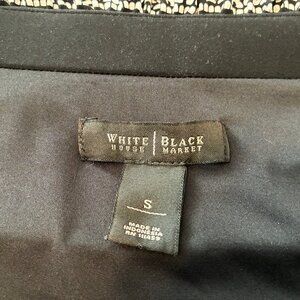 WHITE | BLACK
HOUSE | MARKET
S
MADE IN
INDONESIA